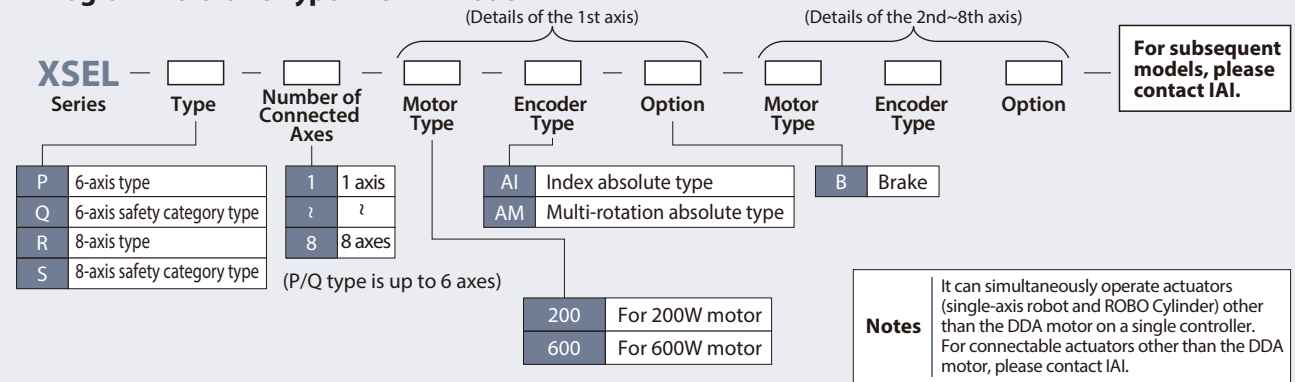 (Details of the 1st axis)
(Details of the 2nd~8th axis)
XSEL
Series
Type
Number of
Connected
Axes
Motor
Type
Encoder
Type
Option
Motor
Type
Encoder
Type
Option
For subsequent
models, please
contact IAI.
P 6-axis type
Q 6-axis safety category type
R 8-axis type
S 8-axis safety category type
1 1 axis
~ ~
8 8 axes
(P/Q type is up to 6 axes)
AI Index absolute type
AM Multi-rotation absolute type
B Brake
200 For 200W motor
600 For 600W motor
Notes
It can simultaneously operate actuators
(single-axis robot and ROBO Cylinder) other
than the DDA motor on a single controller.
For connectable actuators other than the DDA
motor, please contact IAI.